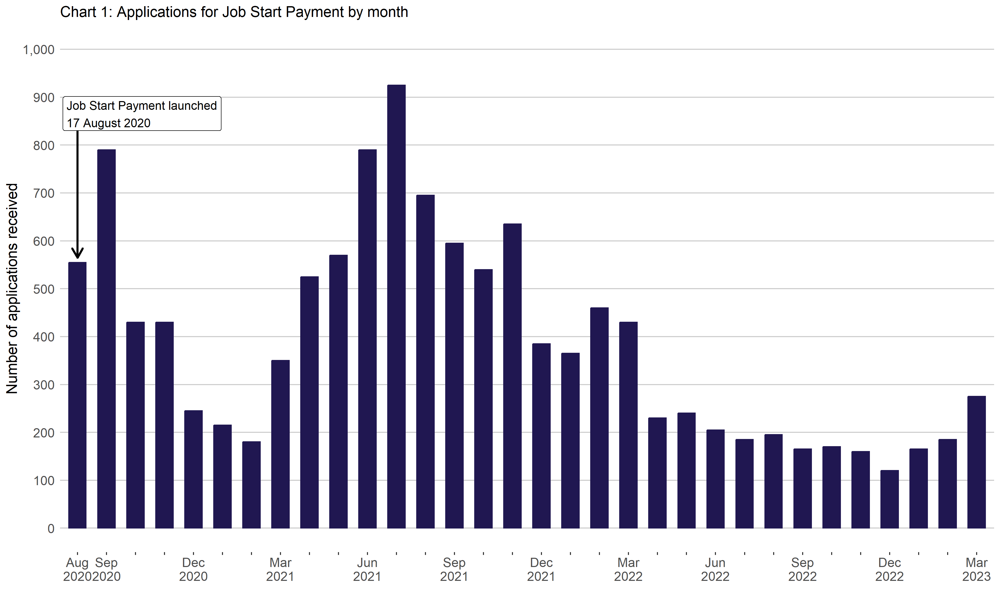 Chart 1: Applications for Job Start Payment by month
Number of applications received
1,000
900
800
700
600
500
400
300
200
100
0
Job Start Payment launched
17 August 2020
Aug Sep Dec Mar Jun Sep Dec Mar Jun Sep Dec Mar
2020 2020 2020 2021 2021 2021 2021 2022 2022 2022 2022 2023